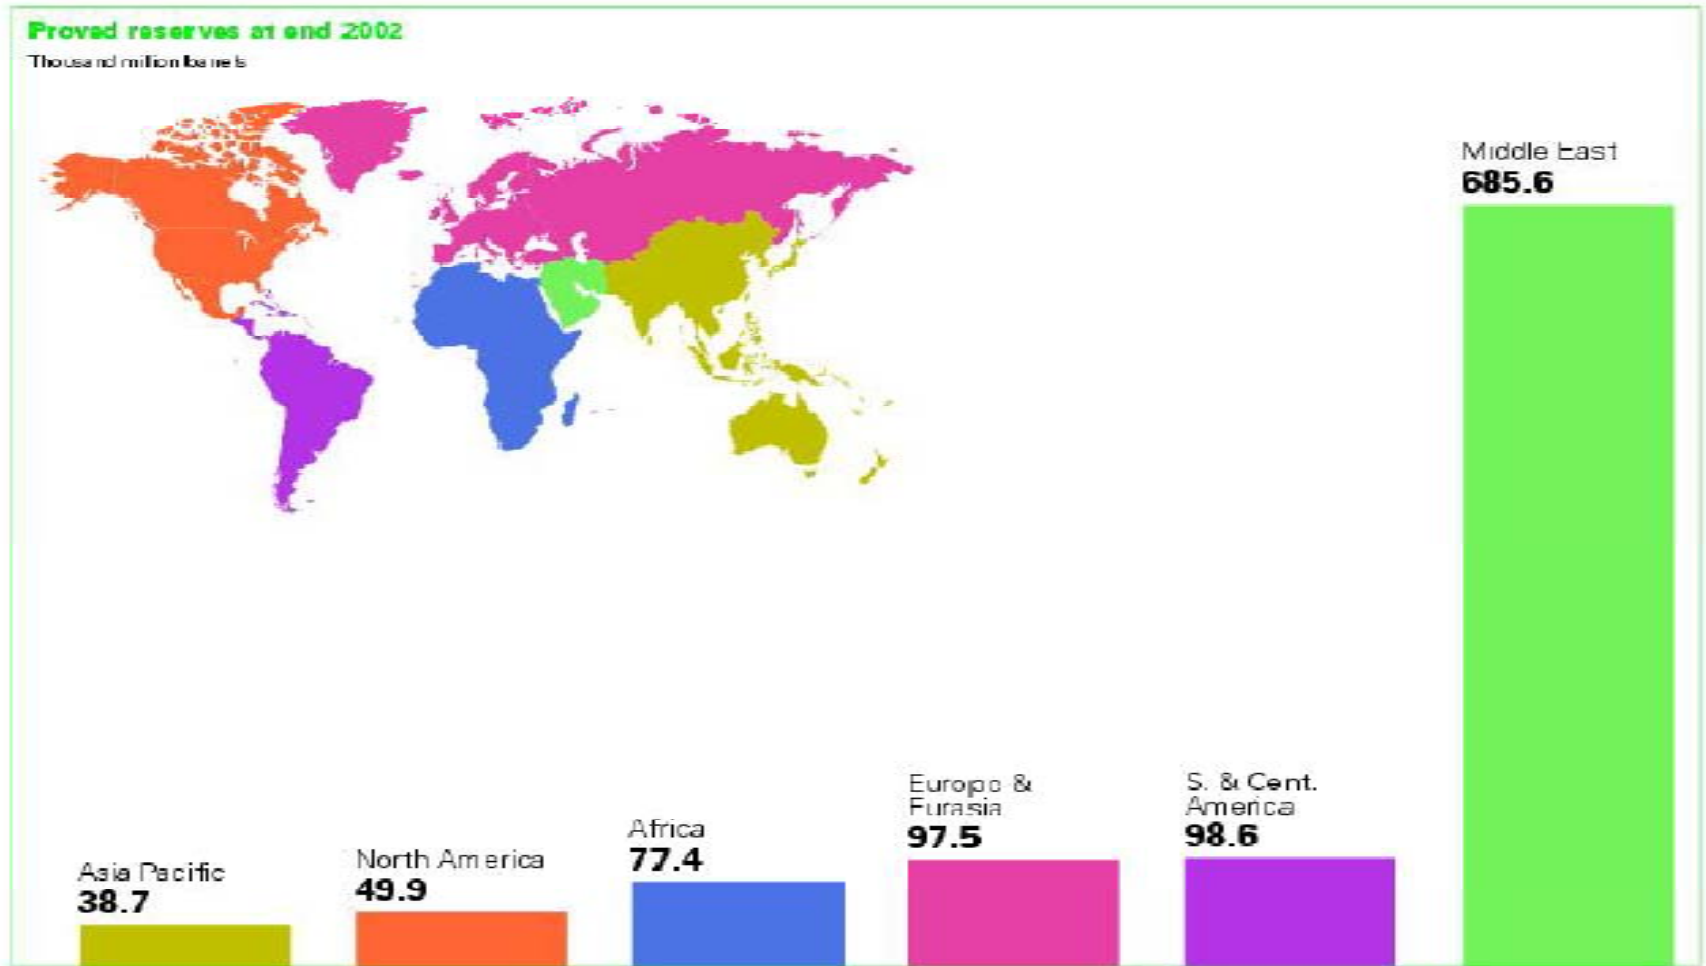 Proved reserves at end 2002
Thousand million barrels
Middle East
685.6
Europe &
Eurasia
97.5
S. & Cent.
America
98.6
Africa
77.4
North America
49.9
Asia Pacific
38.7